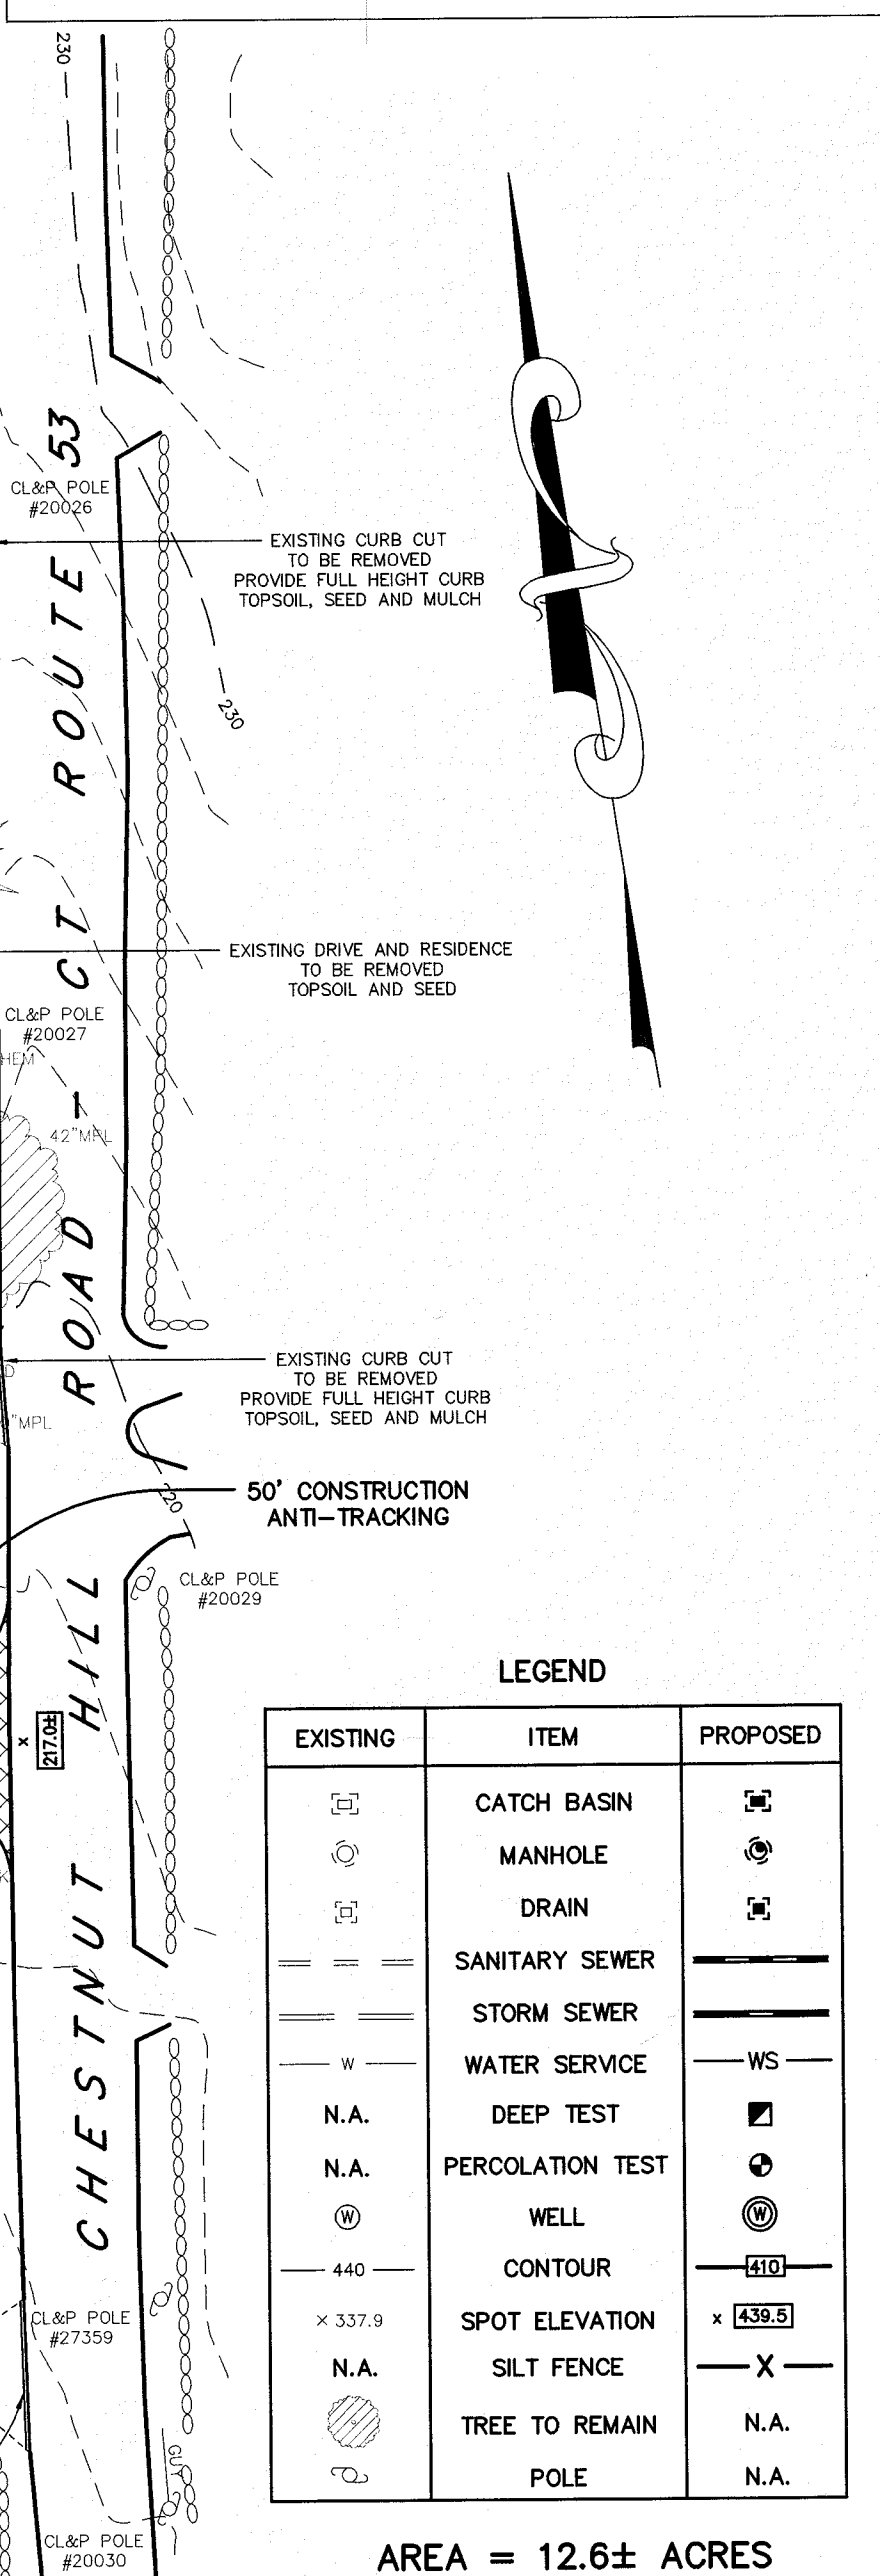 230
CL&P POLE
#20026
EXISTING CURB CUT
TO BE REMOVED
PROVIDE FULL HEIGHT CURB
TOPSOIL, SEED AND MULCH
230
EXISTING DRIVE AND RESIDENCE
TO BE REMOVED
TOPSOIL AND SEED
CL&P POLE
#20027
HEM
42"MPL
EXISTING CURB CUT
TO BE REMOVED
PROVIDE FULL HEIGHT CURB
TOPSOIL, SEED AND MULCH
"MPL
220
50' CONSTRUCTION
ANTI-TRACKING
CL&P POLE
#20029
x 217.0±
CHESTNUT HILL ROAD - CT ROUTE 53
LEGEND
EXISTING ITEM PROPOSED
CATCH BASIN
MANHOLE
DRAIN
SANITARY SEWER
STORM SEWER
W WATER SERVICE WS
N.A. DEEP TEST
N.A. PERCOLATION TEST
W WELL W
440 CONTOUR 410
× 337.9 SPOT ELEVATION x 439.5
N.A. SILT FENCE X
TREE TO REMAIN N.A.
POLE N.A.
CL&P POLE
#27359
GUY
CL&P POLE
#20030
AREA = 12.6± ACRES